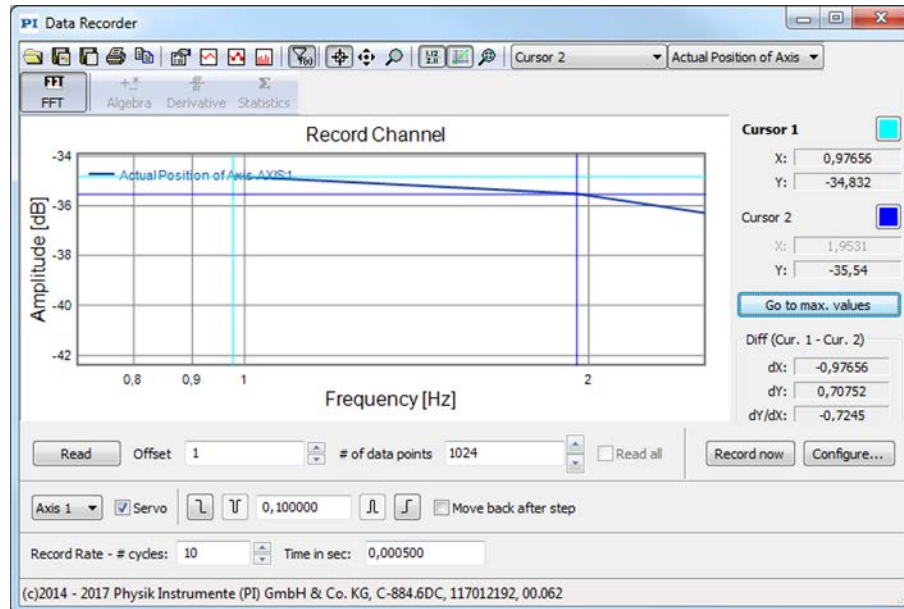 PI Data Recorder
Cursor 2
Actual Position of Axis
FFT
FFT Algebra Derivative Statistics
Record Channel
Actual Position of Axis AXIS:1
Amplitude [dB]
-34
-36
-38
-40
-42
0,8 0,9 1 2
Frequency [Hz]
Cursor 1
X: 0,97656
Y: -34,832
Cursor 2
X: 1,9531
Y: -35,54
Go to max. values
Diff (Cur. 1 - Cur. 2)
dX: -0,97656
dY: 0,70752
dY/dX: -0,7245
Read Offset 1 # of data points 1024 Read all Record now Configure...
Axis 1 Servo 0,100000 Move back after step
Record Rate - # cycles: 10 Time in sec: 0,000500
(c)2014 - 2017 Physik Instrumente (PI) GmbH & Co. KG, C-884.6DC, 117012192, 00.062